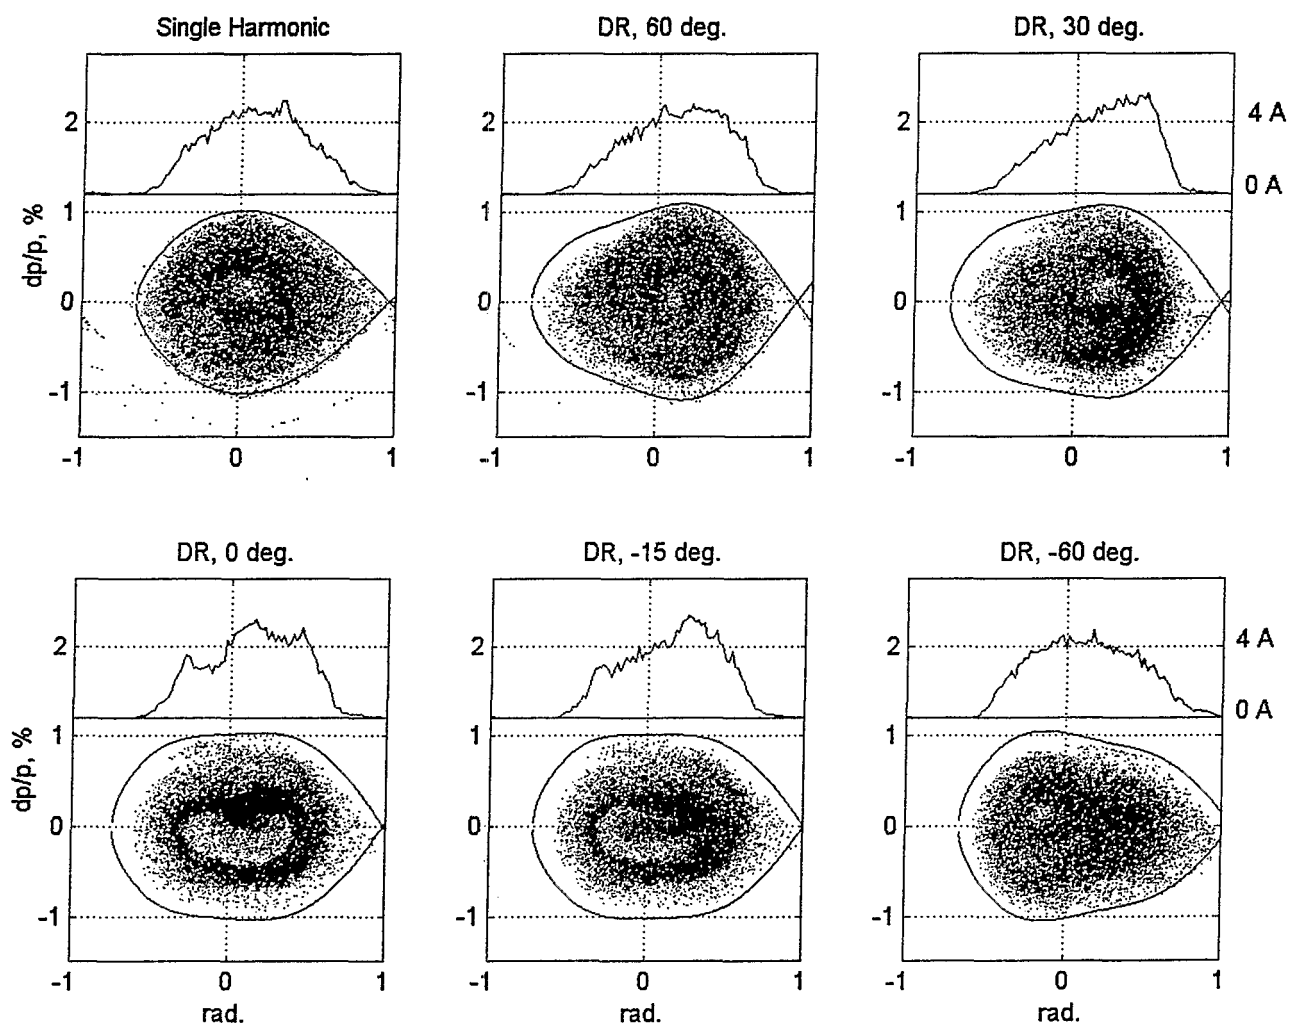 Single Harmonic
DR, 60 deg.
DR, 30 deg.
2
2
2
4 A
0 A
dp/p, %
1
1
1
0
0
0
-1
-1
-1
-1 0 1
-1 0 1
-1 0 1
DR, 0 deg.
DR, -15 deg.
DR, -60 deg.
2
2
2
4 A
0 A
dp/p, %
1
1
1
0
0
0
-1
-1
-1
-1 0 1
-1 0 1
-1 0 1
rad.
rad.
rad.